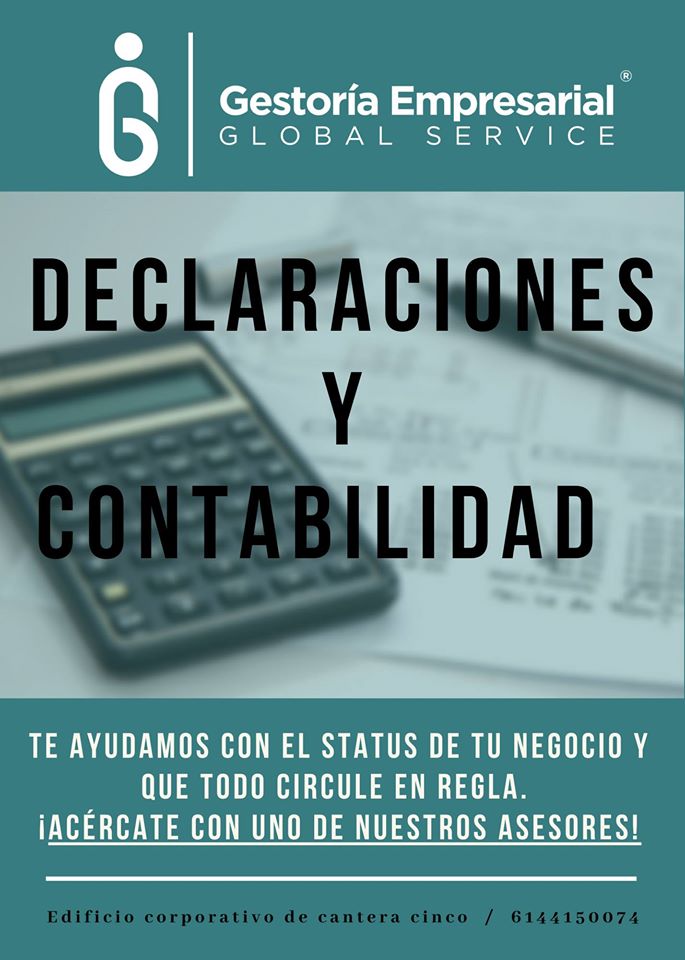 Gestoría Empresarial®
GLOBAL SERVICE
DECLARACIONES
Y
CONTABILIDAD
TE AYUDAMOS CON EL STATUS DE TU NEGOCIO Y
QUE TODO CIRCULE EN REGLA.
¡ACÉRCATE CON UNO DE NUESTROS ASESORES!
Edificio corporativo de cantera cinco / 6144150074